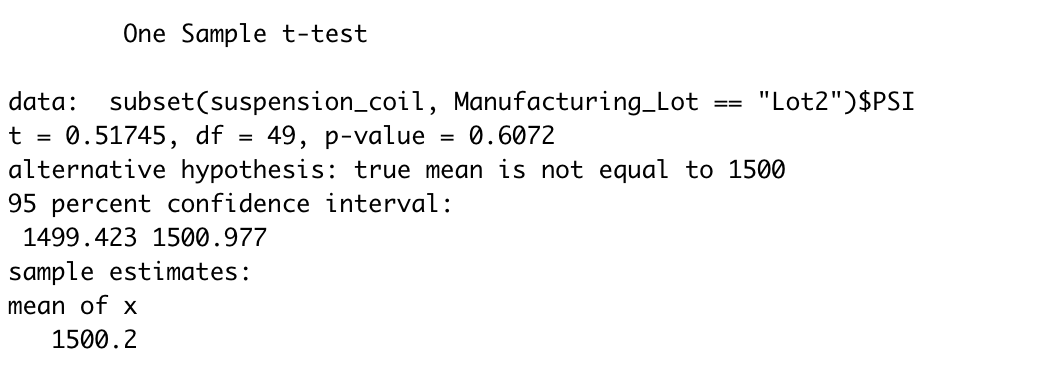 One Sample t-test
data:  subset(suspension_coil, Manufacturing_Lot == "Lot2")$PSI
t = 0.51745, df = 49, p-value = 0.6072
alternative hypothesis: true mean is not equal to 1500
95 percent confidence interval:
1499.423 1500.977
sample estimates:
mean of x
1500.2